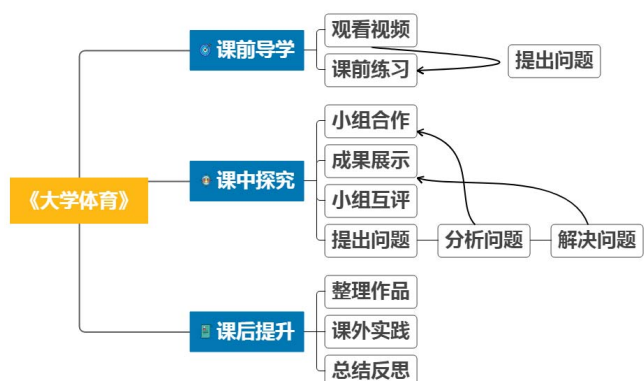 《大学体育》
课前导学
观看视频
课前练习
提出问题
课中探究
小组合作
成果展示
小组互评
提出问题
分析问题
解决问题
课后提升
整理作品
课外实践
总结反思